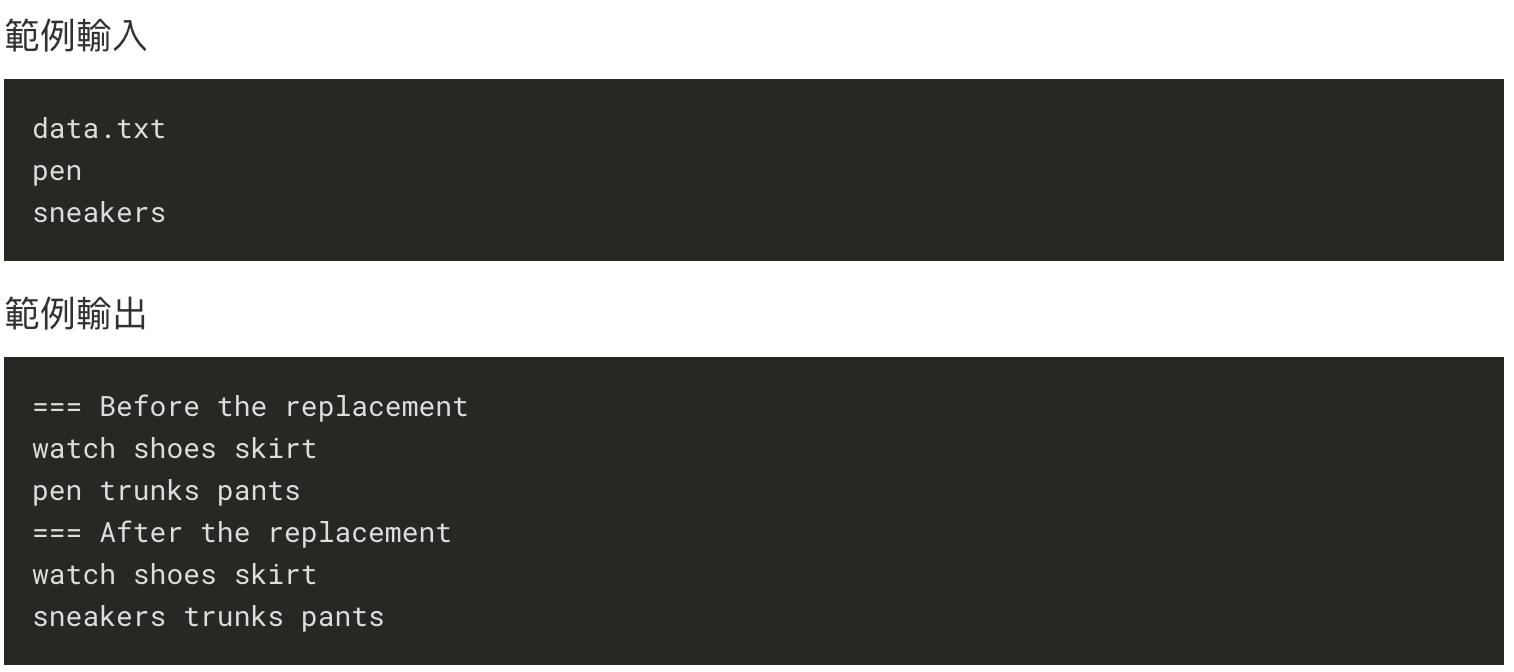 範例輸入
data.txt
pen
sneakers
範例輸出
=== Before the replacement
watch shoes skirt
pen trunks pants
=== After the replacement
watch shoes skirt
sneakers trunks pants